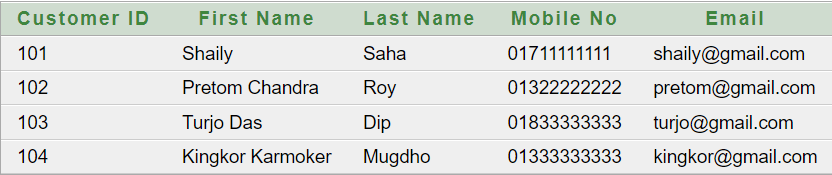 Customer ID First Name Last Name Mobile No Email
101 Shaily Saha 01711111111 shaily@gmail.com
102 Pretom Chandra Roy 01322222222 pretom@gmail.com
103 Turjo Das Dip 01833333333 turjo@gmail.com
104 Kingkor Karmoker Mugdho 01333333333 kingkor@gmail.com